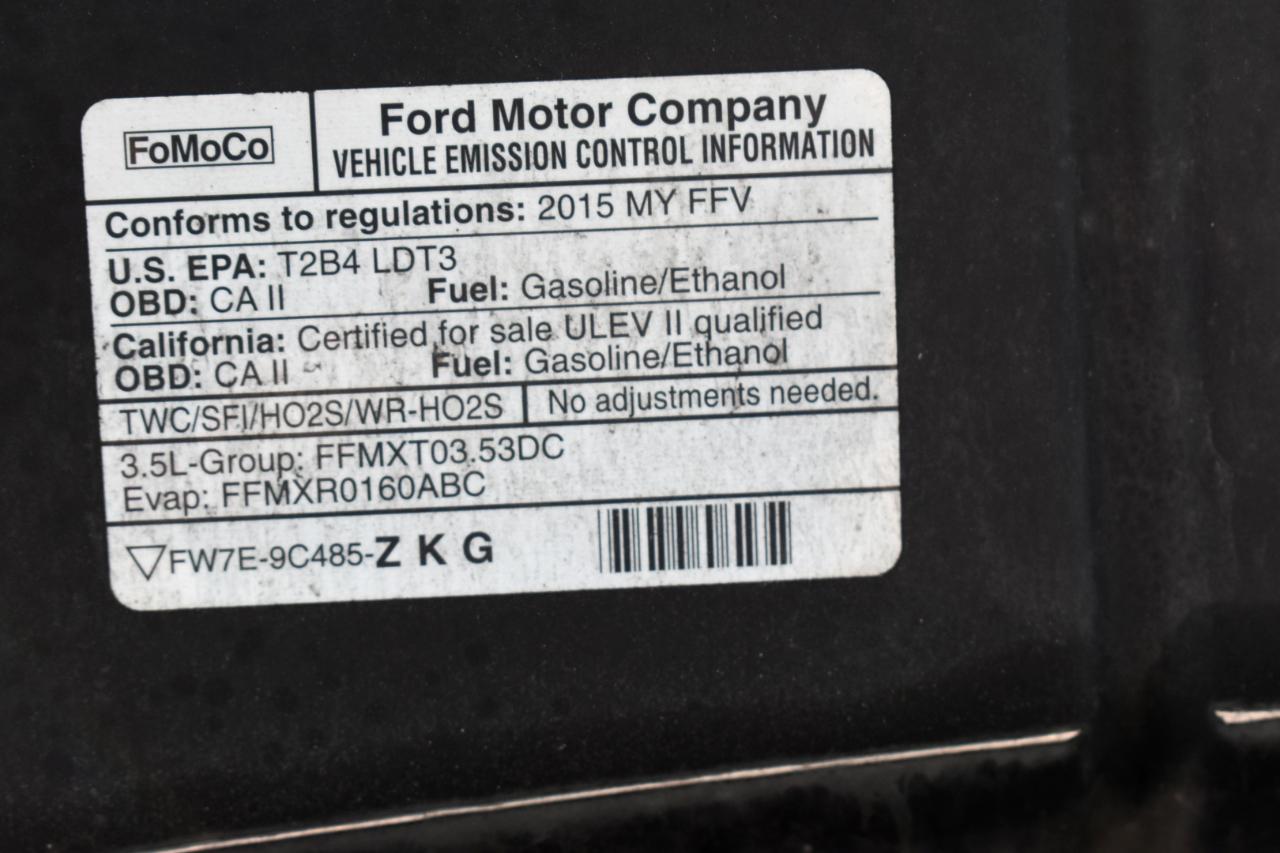 FoMoCo
Ford Motor Company
VEHICLE EMISSION CONTROL INFORMATION
Conforms to regulations: 2015 MY FFV
U.S. EPA: T2B4 LDT3
OBD: CA II Fuel: Gasoline/Ethanol
California: Certified for sale ULEV II qualified
OBD: CA II Fuel: Gasoline/Ethanol
TWC/SFI/HO2S/WR-HO2S No adjustments needed.
3.5L-Group: FFMXT03.53DC
Evap: FFMXR0160ABC
FW7E-9C485-Z K G